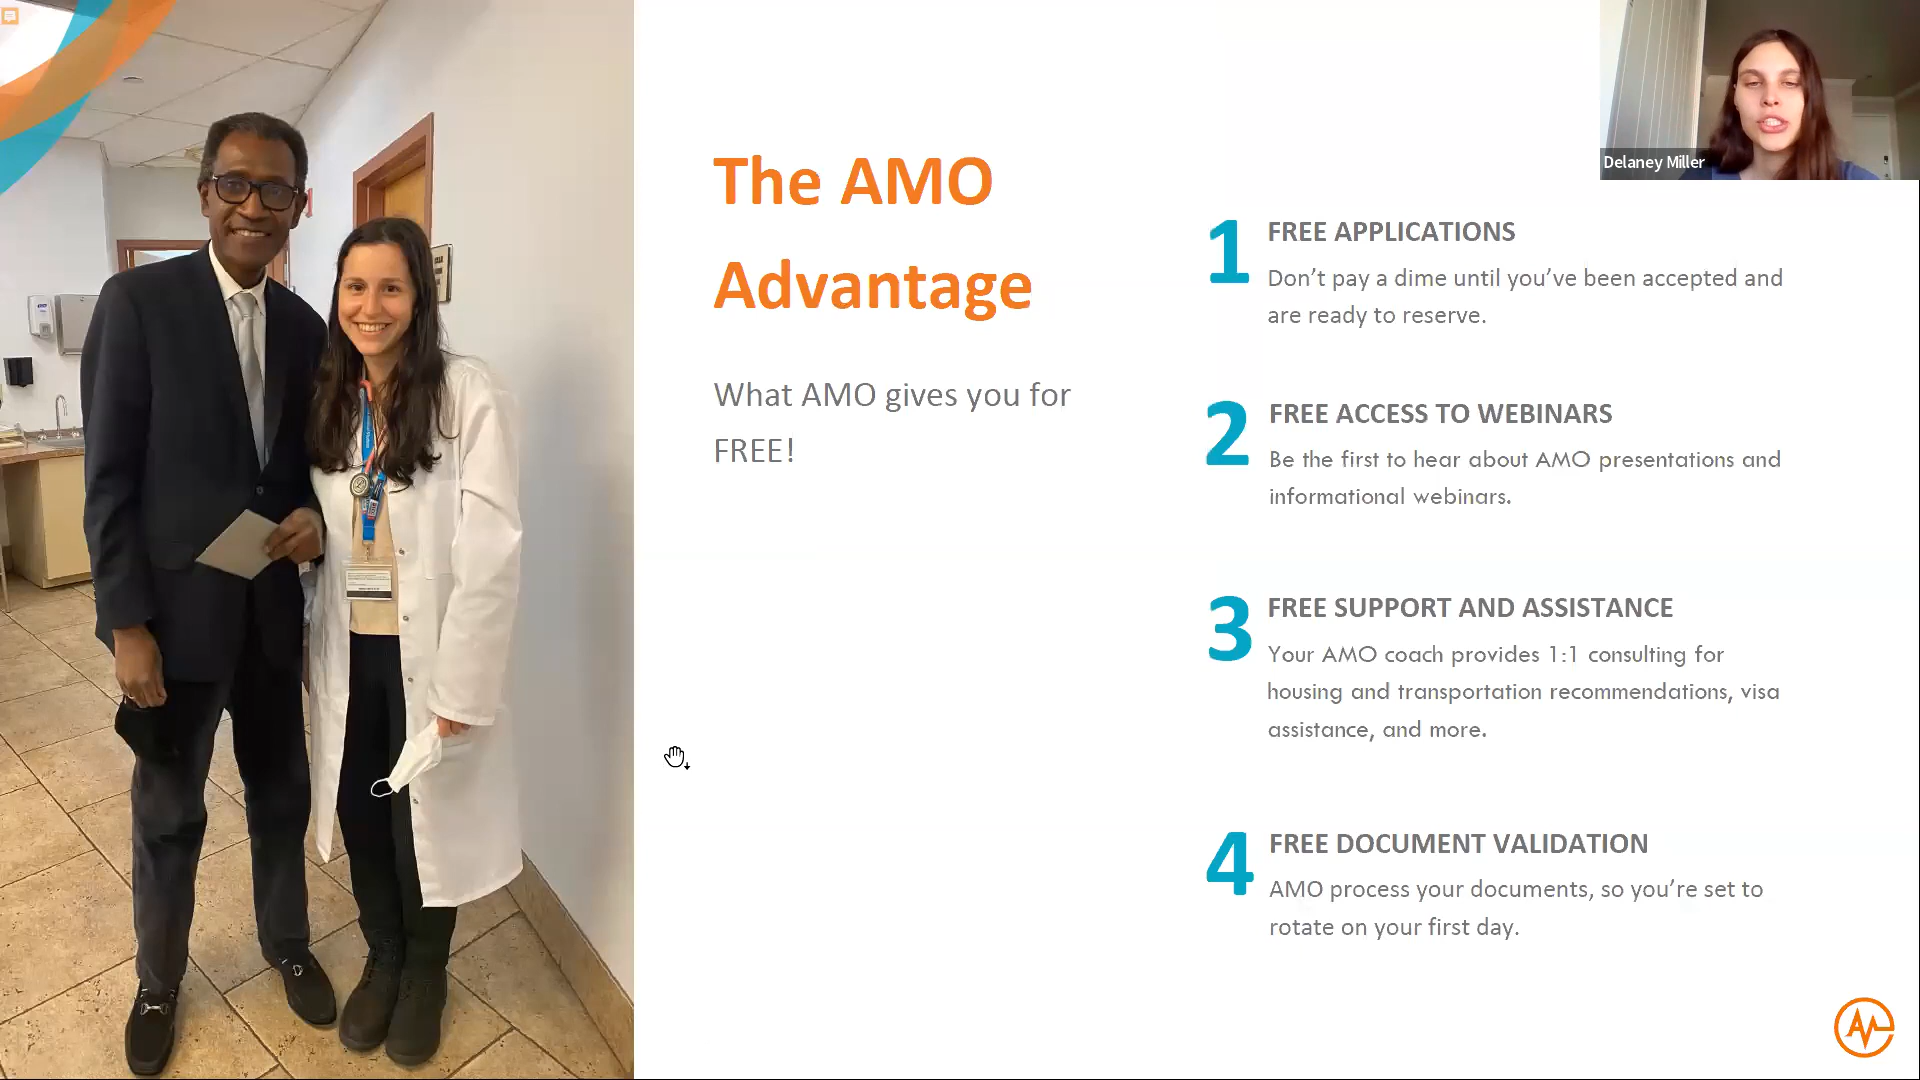 The AMO
Advantage
What AMO gives you for
FREE!
Delaney Miller
1
FREE APPLICATIONS
Don’t pay a dime until you’ve been accepted and
are ready to reserve.
2
FREE ACCESS TO WEBINARS
Be the first to hear about AMO presentations and
informational webinars.
3
FREE SUPPORT AND ASSISTANCE
Your AMO coach provides 1:1 consulting for
housing and transportation recommendations, visa
assistance, and more.
4
FREE DOCUMENT VALIDATION
AMO process your documents, so you’re set to
rotate on your first day.